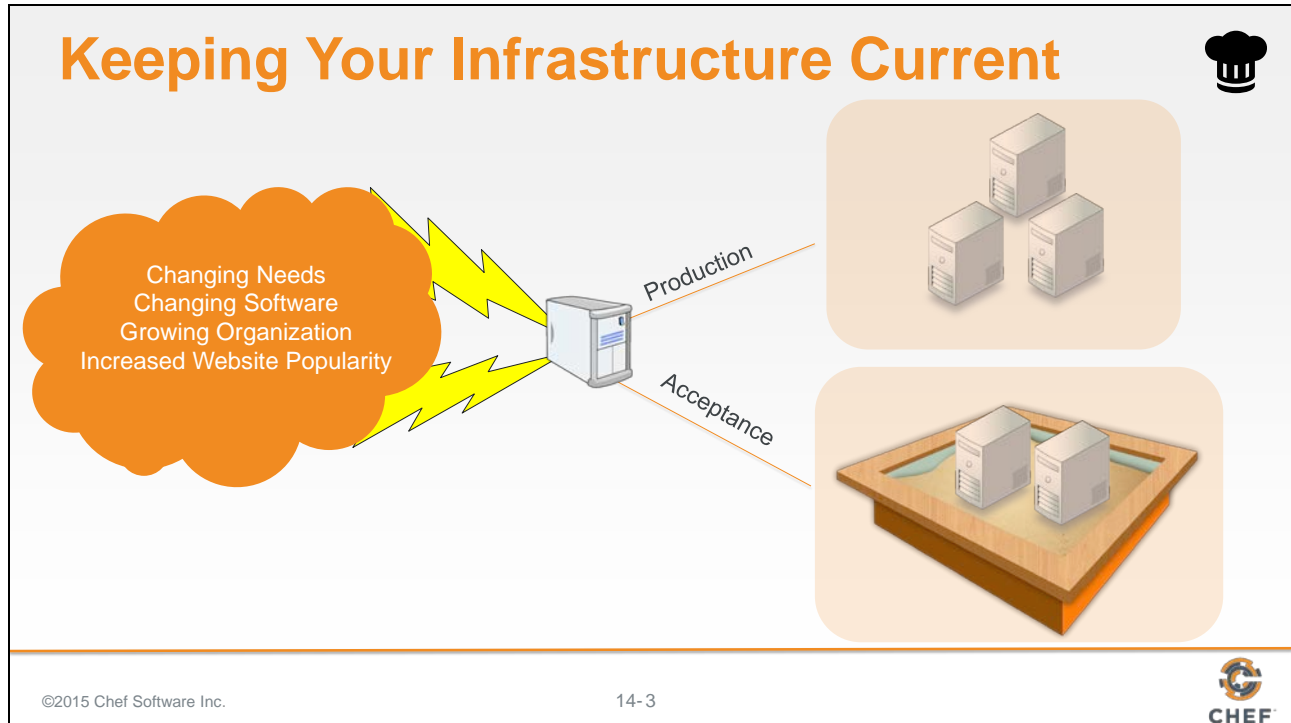 Keeping Your Infrastructure Current
Changing Needs
Changing Software
Growing Organization
Increased Website Popularity
Production
Acceptance
©2015 Chef Software Inc.
14-3
CHEF